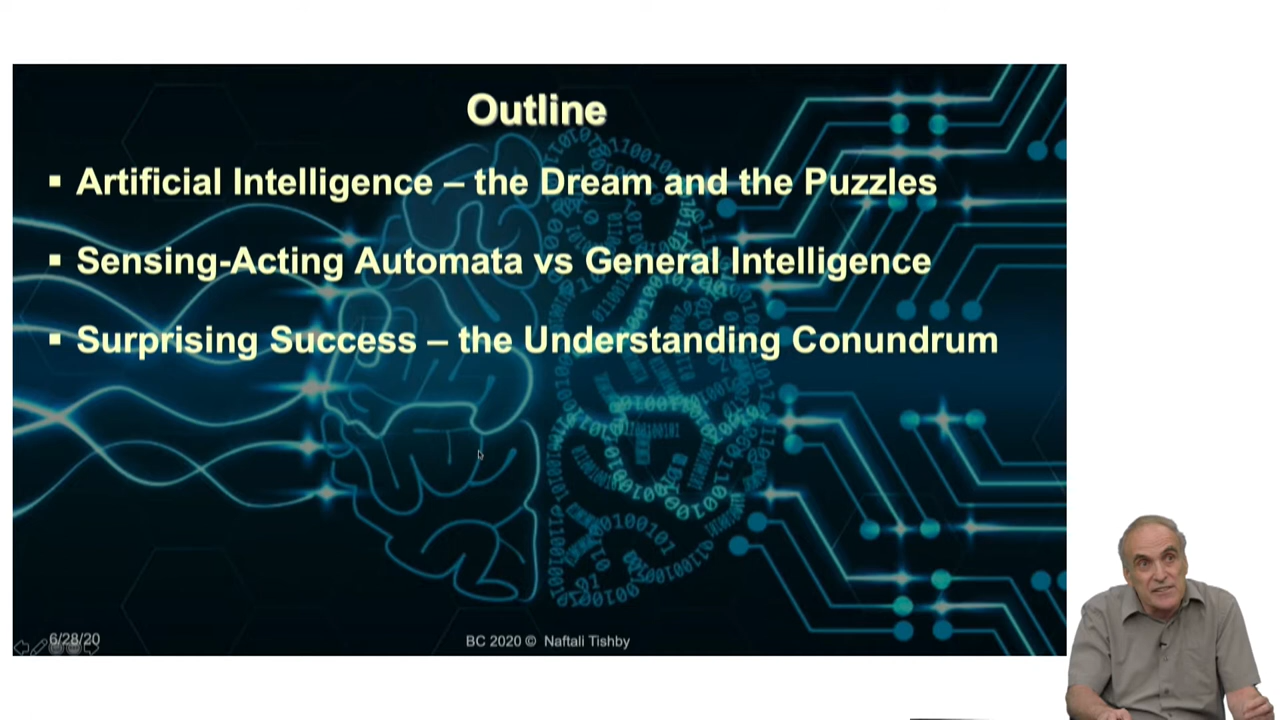 Outline
▪ Artificial Intelligence – the Dream and the Puzzles
▪ Sensing-Acting Automata vs General Intelligence
▪ Surprising Success – the Understanding Conundrum
6/28/20
BC 2020 © Naftali Tishby